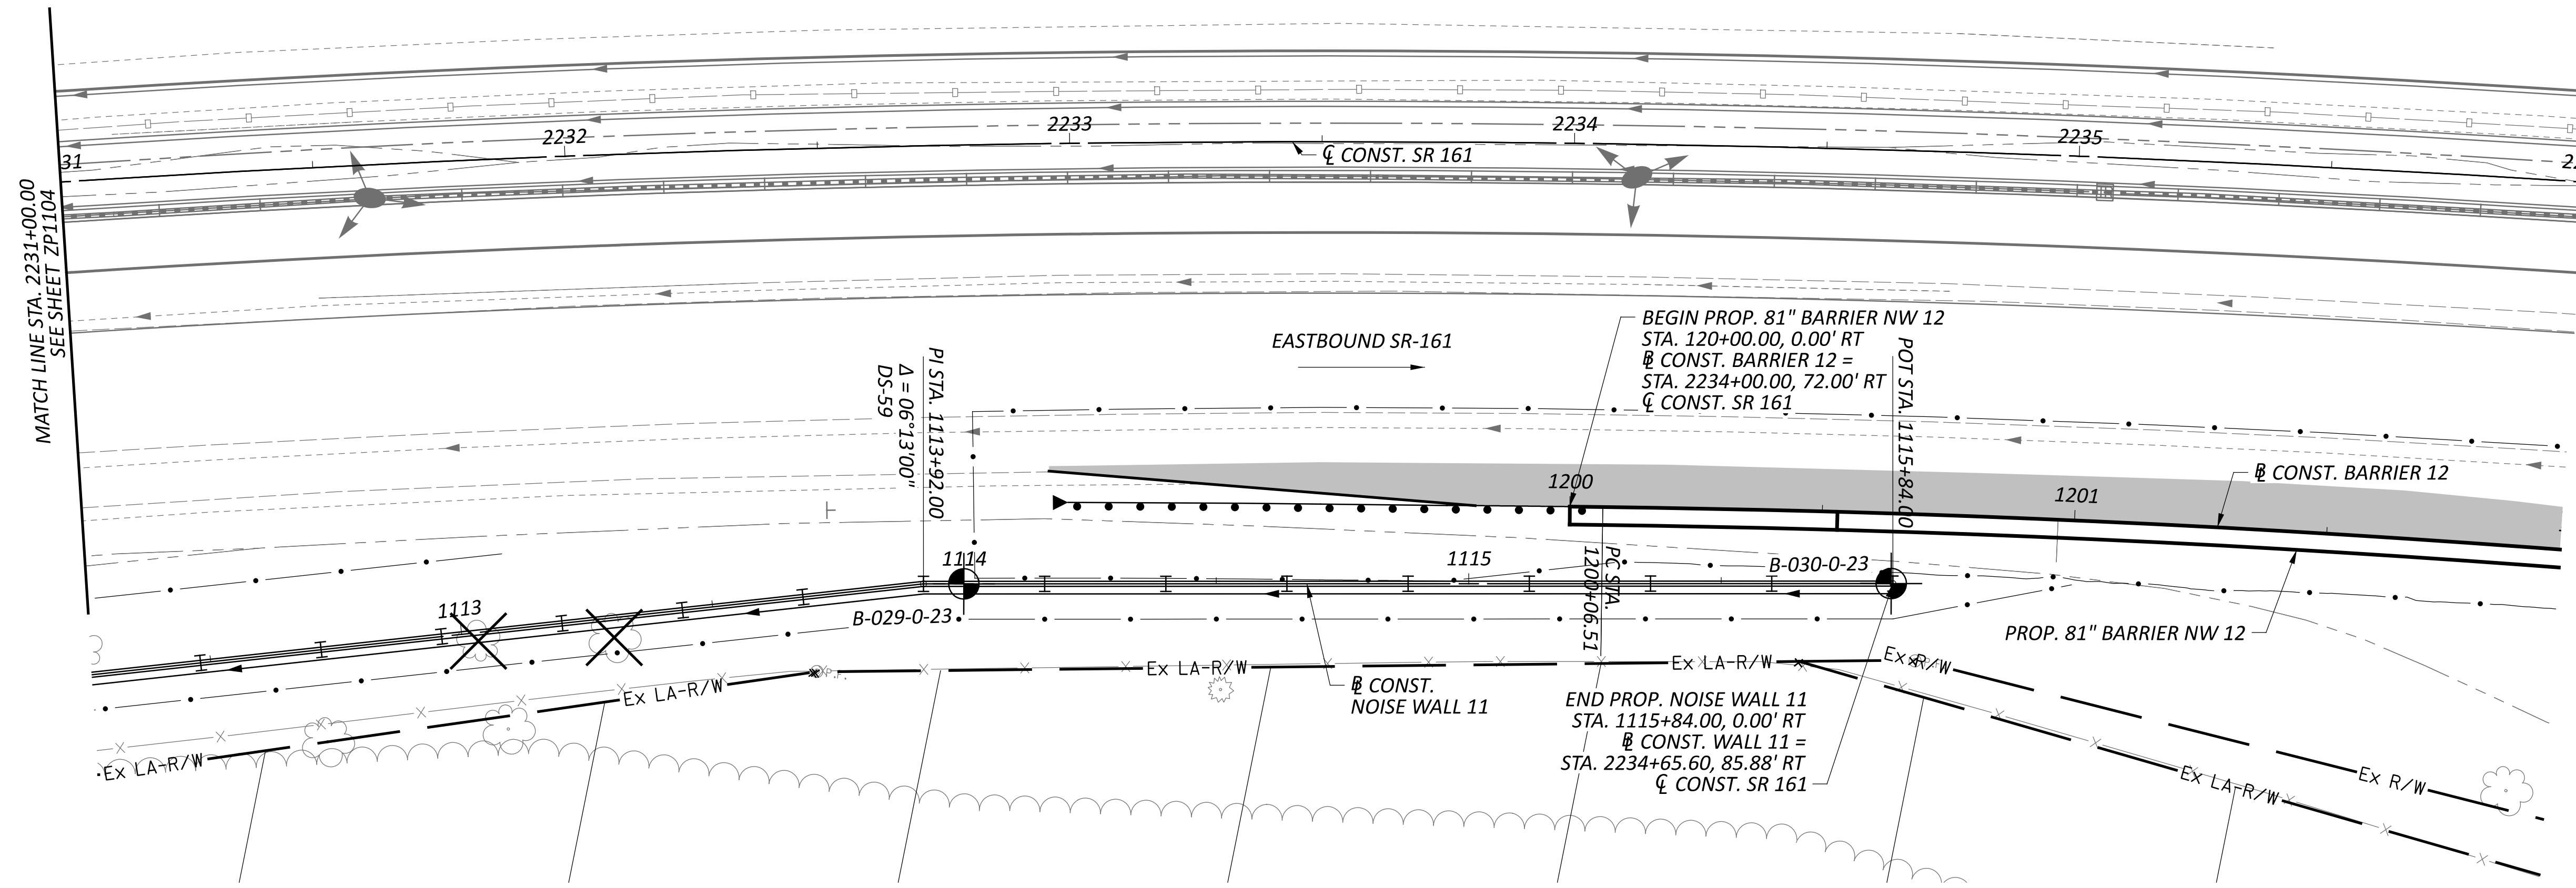 MATCH LINE STA. 2231+00.00
SEE SHEET ZP1104
31
2232
2233
2234
2235
22
℄ CONST. SR 161
EASTBOUND SR-161
BEGIN PROP. 81" BARRIER NW 12
STA. 120+00.00, 0.00' RT
BL CONST. BARRIER 12 =
STA. 2234+00.00, 72.00' RT
℄ CONST. SR 161
PI STA. 1113+92.00
Δ = 06°13'00"
DS-59
POT STA. 1115+84.00
1200
1201
BL CONST. BARRIER 12
PC STA.
1200+06.51
1113
1114
1115
B-029-0-23
B-030-0-23
PROP. 81" BARRIER NW 12
Ex LA-R/W
Ex LA-R/W
Ex LA-R/W
Ex LA-R/W
Ex R/W
Ex R/W
Ex LA-R/W
BL CONST.
NOISE WALL 11
END PROP. NOISE WALL 11
STA. 1115+84.00, 0.00' RT
BL CONST. WALL 11 =
STA. 2234+65.60, 85.88' RT
℄ CONST. SR 161